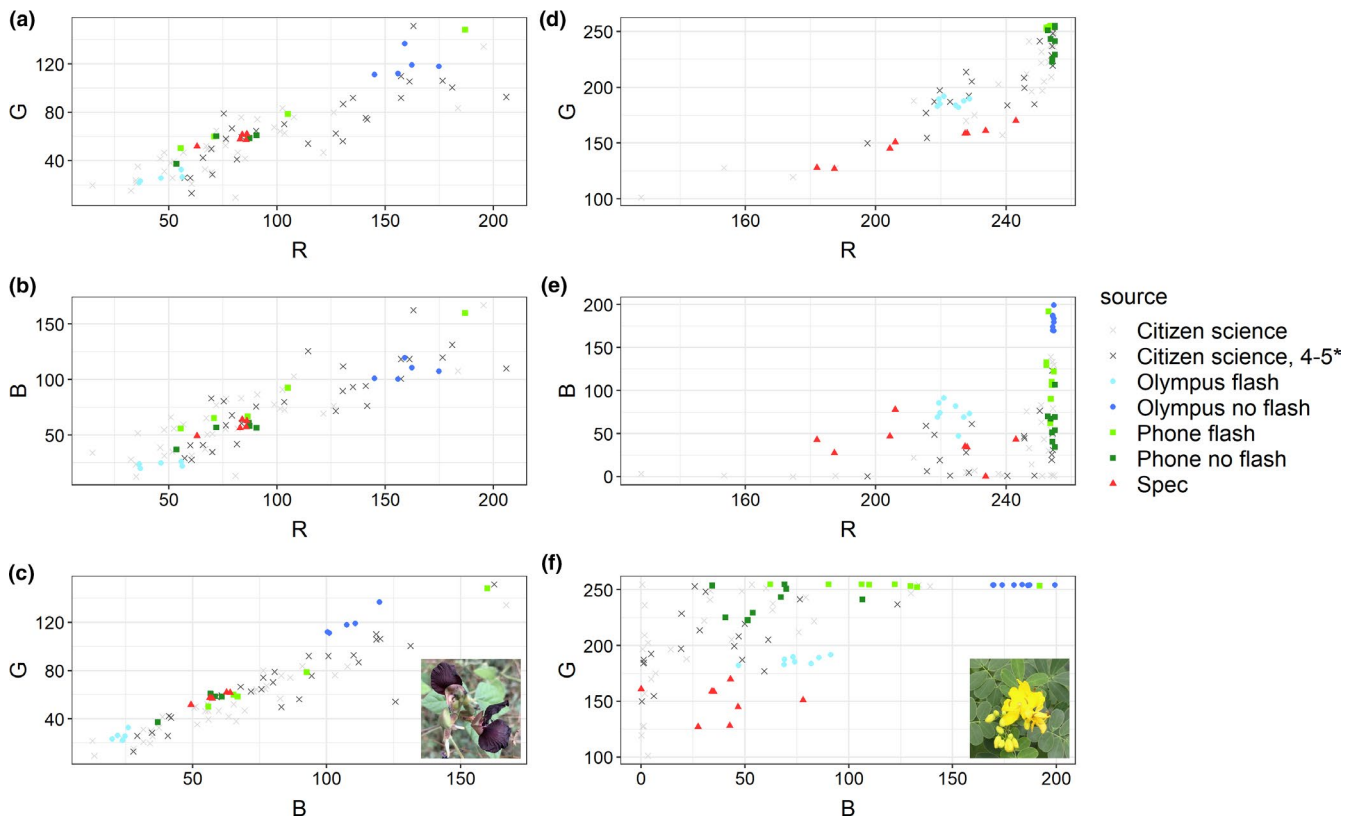 (a)
G
120
80
40
50
100
150
200
R
(d)
G
250
200
150
100
160
200
240
R
(b)
B
150
100
50
50
100
150
200
R
(e)
B
200
150
100
50
0
160
200
240
R
source
Citizen science
Citizen science, 4-5*
Olympus flash
Olympus no flash
Phone flash
Phone no flash
Spec
(c)
G
120
80
40
50
100
150
B
(f)
G
250
200
150
100
0
50
100
150
200
B